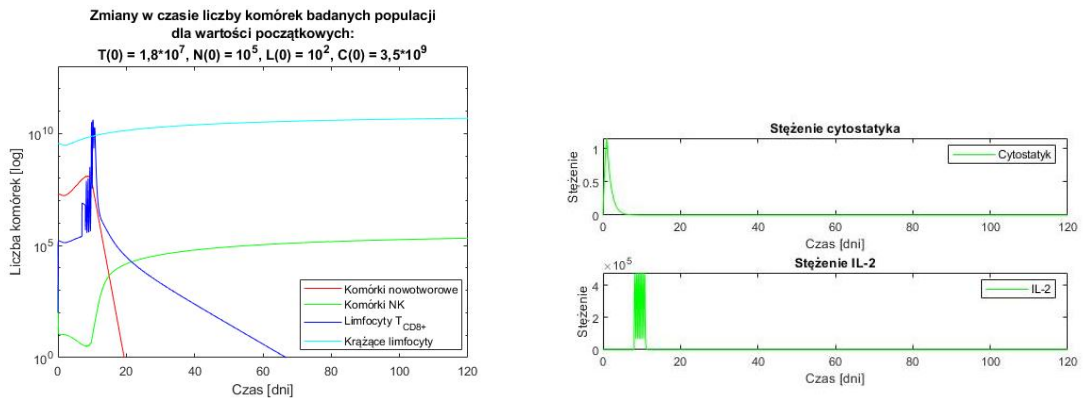 Zmiany w czasie liczby komórek badanych populacji
dla wartości początkowych:
T(0) = 1,8*10^7, N(0) = 10^5, L(0) = 10^2, C(0) = 3,5*10^9
Liczba komórek [log]
10^10
10^5
10^0
0 20 40 60 80 100 120
Czas [dni]
Komórki nowotworowe
Komórki NK
Limfocyty T_CD8+
Krążące limfocyty
Stężenie cytostatyka
Stężenie
1
0.5
0
Cytostatyk
0 20 40 60 80 100 120
Czas [dni]
Stężenie IL-2
×10^5
Stężenie
4
2
0
IL-2
0 20 40 60 80 100 120
Czas [dni]